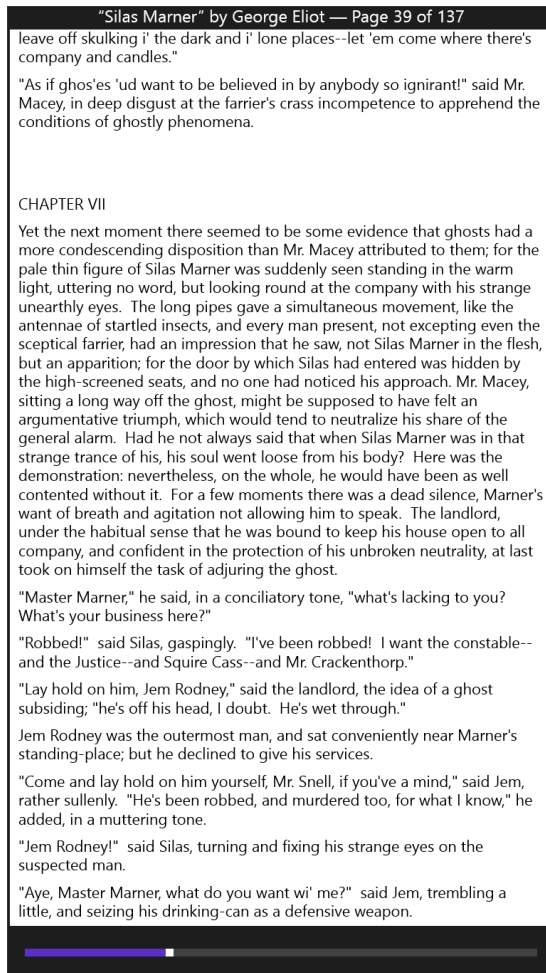 “Silas Marner” by George Eliot — Page 39 of 137
leave off skulking i' the dark and i' lone places--let 'em come where there's
company and candles."
"As if ghos'es 'ud want to be believed in by anybody so ignirant!" said Mr.
Macey, in deep disgust at the farrier's crass incompetence to apprehend the
conditions of ghostly phenomena.
CHAPTER VII
Yet the next moment there seemed to be some evidence that ghosts had a
more condescending disposition than Mr. Macey attributed to them; for the
pale thin figure of Silas Marner was suddenly seen standing in the warm
light, uttering no word, but looking round at the company with his strange
unearthly eyes.  The long pipes gave a simultaneous movement, like the
antennae of startled insects, and every man present, not excepting even the
sceptical farrier, had an impression that he saw, not Silas Marner in the flesh,
but an apparition; for the door by which Silas had entered was hidden by
the high-screened seats, and no one had noticed his approach. Mr. Macey,
sitting a long way off the ghost, might be supposed to have felt an
argumentative triumph, which would tend to neutralize his share of the
general alarm.  Had he not always said that when Silas Marner was in that
strange trance of his, his soul went loose from his body?  Here was the
demonstration: nevertheless, on the whole, he would have been as well
contented without it.  For a few moments there was a dead silence, Marner's
want of breath and agitation not allowing him to speak.  The landlord,
under the habitual sense that he was bound to keep his house open to all
company, and confident in the protection of his unbroken neutrality, at last
took on himself the task of adjuring the ghost.
"Master Marner," he said, in a conciliatory tone, "what's lacking to you?
What's your business here?"
"Robbed!"  said Silas, gaspingly.  "I've been robbed!  I want the constable--
and the Justice--and Squire Cass--and Mr. Crackenthorp."
"Lay hold on him, Jem Rodney," said the landlord, the idea of a ghost
subsiding; "he's off his head, I doubt.  He's wet through."
Jem Rodney was the outermost man, and sat conveniently near Marner's
standing-place; but he declined to give his services.
"Come and lay hold on him yourself, Mr. Snell, if you've a mind," said Jem,
rather sullenly.  "He's been robbed, and murdered too, for what I know," he
added, in a muttering tone.
"Jem Rodney!"  said Silas, turning and fixing his strange eyes on the
suspected man.
"Aye, Master Marner, what do you want wi' me?"  said Jem, trembling a
little, and seizing his drinking-can as a defensive weapon.